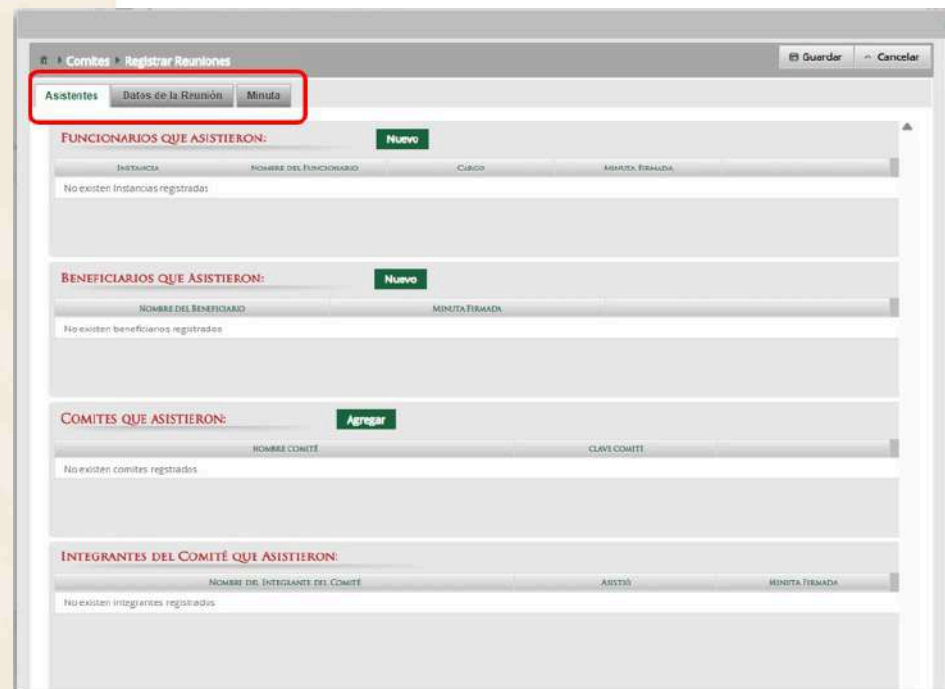 Comites Registrar Reuniones Guardar Cancelar
Asistentes Datos de la Reunión Minuta
FUNCIONARIOS QUE ASISTIERON: Nuevo
INSTANCIA NOMBRE DEL FUNCIONARIO CARGO MINUTA FIRMADA
No existen Instancias registradas
BENEFICIARIOS QUE ASISTIERON: Nuevo
NOMBRE DEL BENEFICIARIO MINUTA FIRMADA
No existen beneficiarios registrados
COMITES QUE ASISTIERON: Agregar
NOMBRE COMITÉ CLAVE COMITÉ
No existen comites regstrados
INTEGRANTES DEL COMITÉ QUE ASISTIERON:
NOMBRE DEL INTEGRANTE DEL COMITÉ ASISTIÓ MINUTA FIRMADA
No existen integrantes registrados